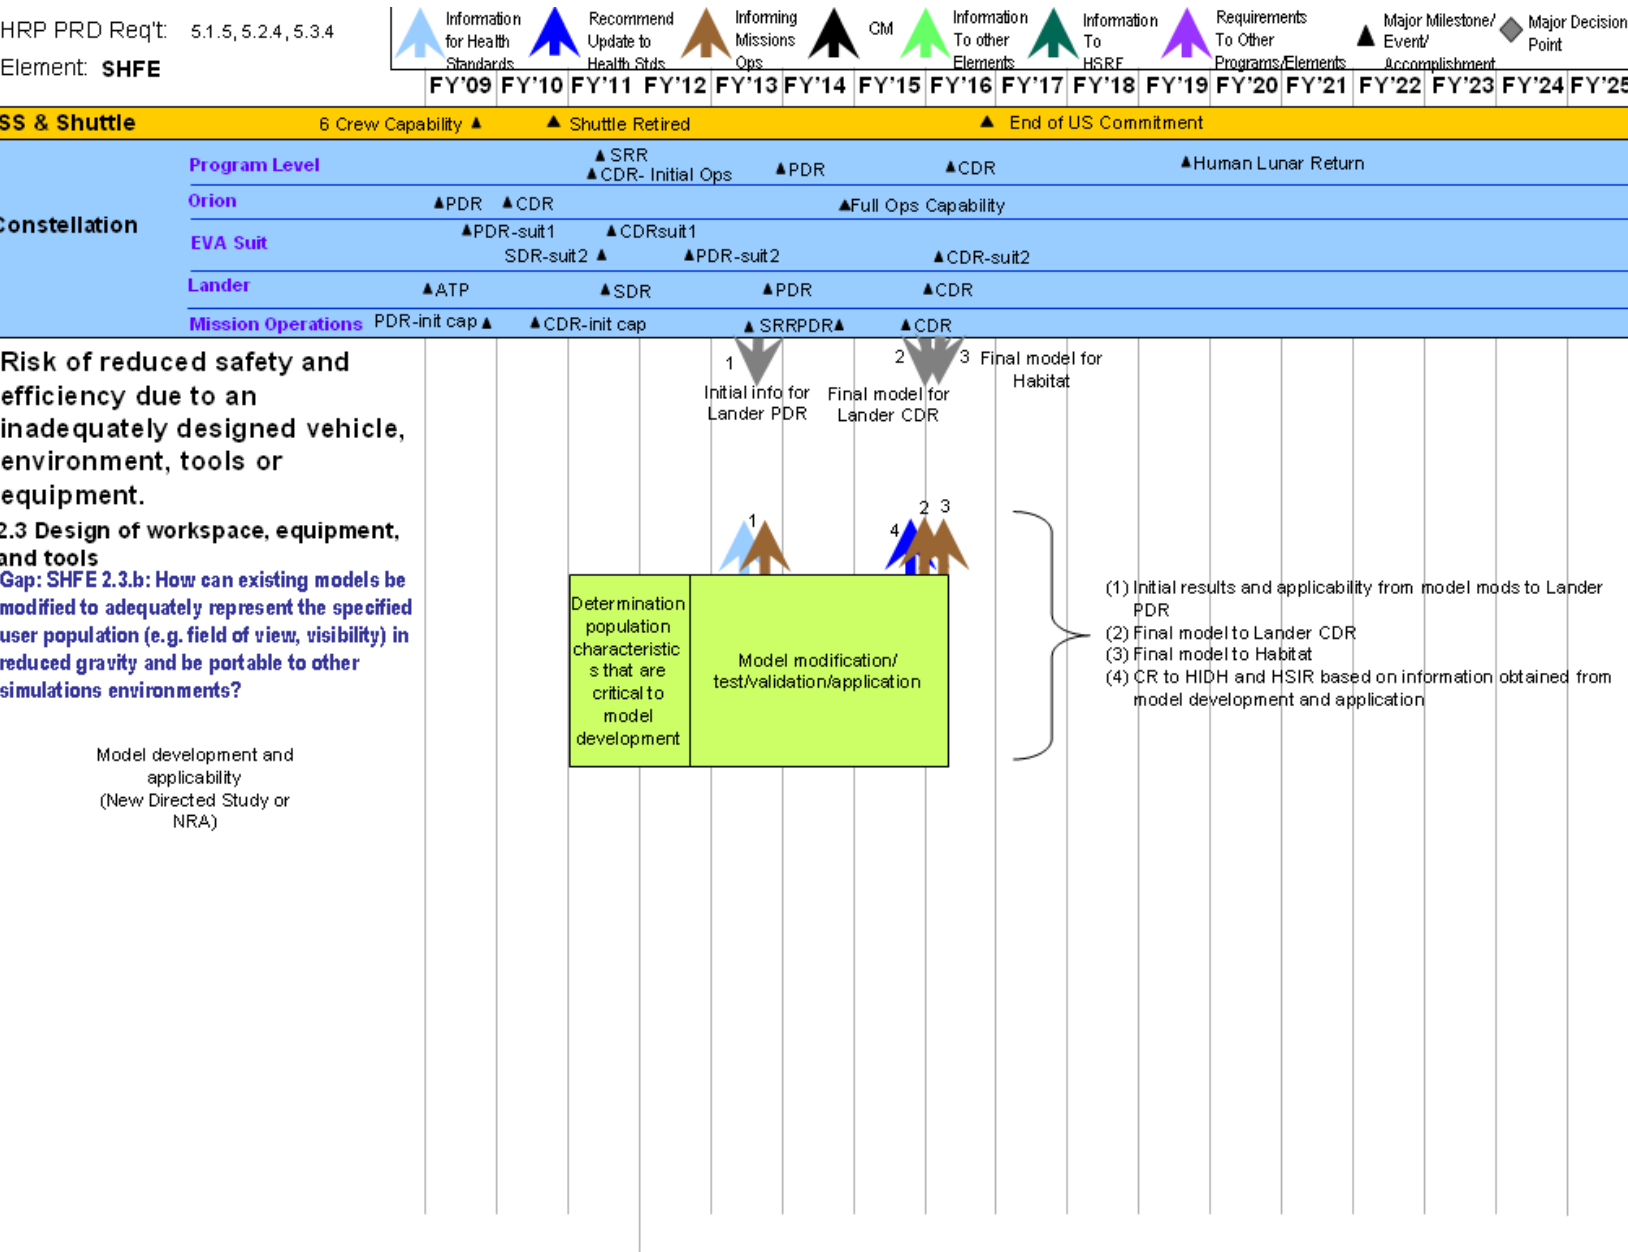 HRP PRD Req't: 5.1.5, 5.2.4, 5.3.4
Element: SHFE
Information
for Health
Standards
Recommend
Update to
Health Stds
Informing
Missions
Ops
CM
Information
To other
Elements
Information
To
HSRF
Requirements
To Other
Programs/Elements
Major Milestone/
Event/
Accomplishment
Major Decision
Point
FY'09 FY'10 FY'11 FY'12 FY'13 FY'14 FY'15 FY'16 FY'17 FY'18 FY'19 FY'20 FY'21 FY'22 FY'23 FY'24 FY'25
SS & Shuttle 6 Crew Capability Shuttle Retired End of US Commitment
Constellation
Program Level
SRR
CDR- Initial Ops PDR CDR Human Lunar Return
Orion PDR CDR Full Ops Capability
EVA Suit
PDR-suit1 CDRsuit1
SDR-suit2 PDR-suit2 CDR-suit2
Lander ATP SDR PDR CDR
Mission Operations PDR-init cap CDR-init cap SRR PDR CDR
1
Initial info for
Lander PDR
2
Final model for
Lander CDR
3
Final model for
Habitat
Risk of reduced safety and
efficiency due to an
inadequately designed vehicle,
environment, tools or
equipment.
2.3 Design of workspace, equipment,
and tools
Gap: SHFE 2.3.b: How can existing models be
modified to adequately represent the specified
user population (e.g. field of view, visibility) in
reduced gravity and be portable to other
simulations environments?
Model development and
applicability
(New Directed Study or
NRA)
1
4
2 3
Determination
population
characteristic
s that are
critical to
model
development
Model modification/
test/validation/application
(1) Initial results and applicability from model mods to Lander
PDR
(2) Final model to Lander CDR
(3) Final model to Habitat
(4) CR to HIDH and HSIR based on information obtained from
model development and application